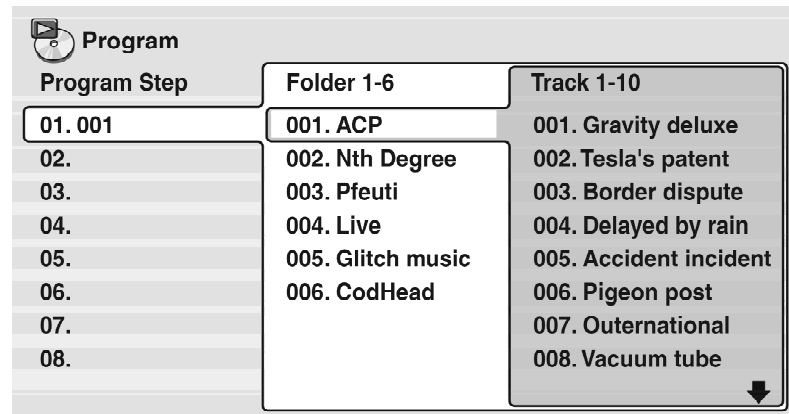 Program
Program Step
Folder 1-6
Track 1-10
01. 001
001. ACP
001. Gravity deluxe
02.
002. Nth Degree
002. Tesla's patent
03.
003. Pfeuti
003. Border dispute
04.
004. Live
004. Delayed by rain
05.
005. Glitch music
005. Accident incident
06.
006. CodHead
006. Pigeon post
07.
007. Outernational
08.
008. Vacuum tube